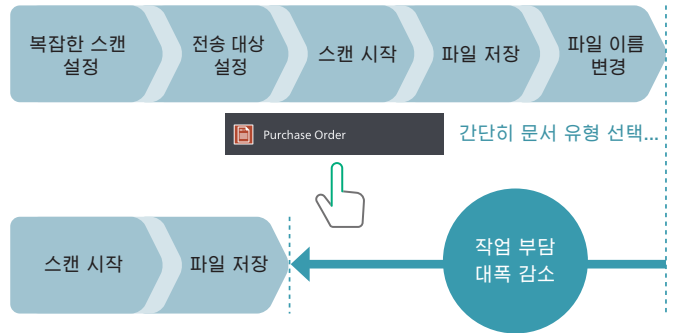 복잡한 스캔
설정
전송 대상
설정
스캔 시작
파일 저장
파일 이름
변경
Purchase Order
간단히 문서 유형 선택...
스캔 시작
파일 저장
작업 부담
대폭 감소